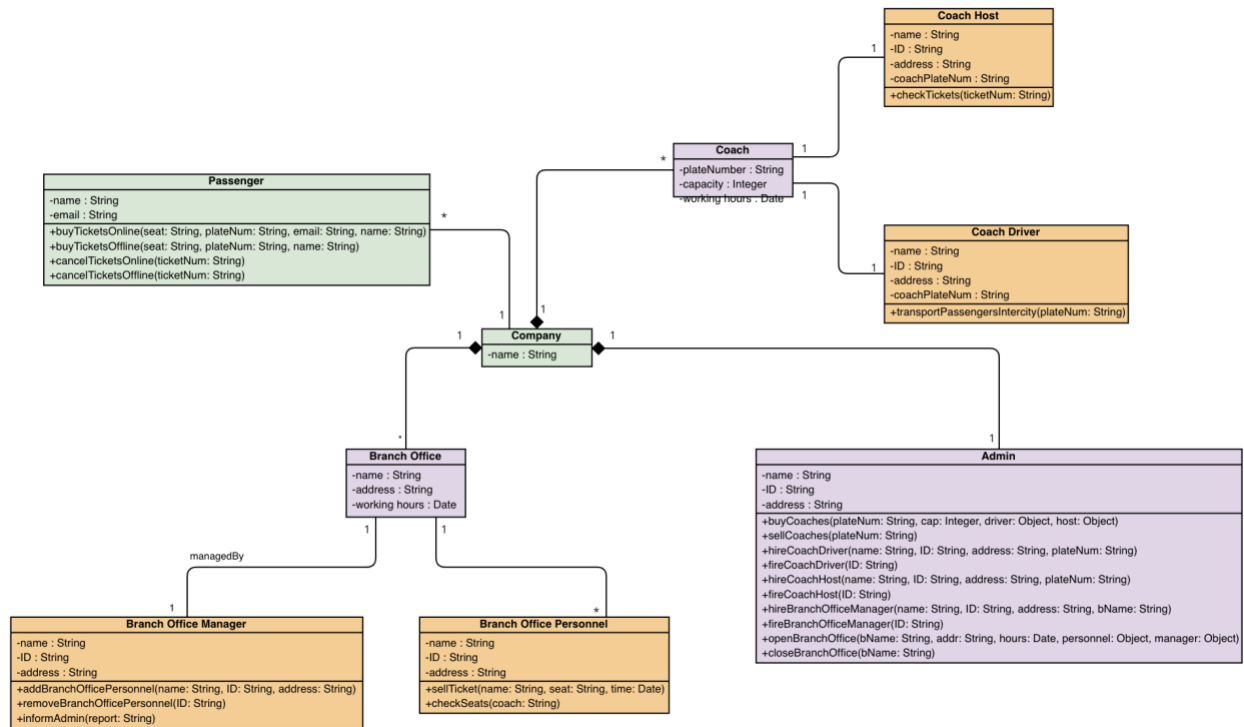 Coach Host
-name : String
-ID : String
-address : String
-coachPlateNum : String
+checkTickets(ticketNum: String)
1
1
Coach
-plateNumber : String
-capacity : Integer
-working hours : Date
*
1
1
Passenger
-name : String
-email : String
+buyTicketsOnline(seat: String, plateNum: String, email: String, name: String)
+buyTicketsOffline(seat: String, plateNum: String, name: String)
+cancelTicketsOnline(ticketNum: String)
+cancelTicketsOffline(ticketNum: String)
*
1
Coach Driver
-name : String
-ID : String
-address : String
-coachPlateNum : String
+transportPassengersIntercity(plateNum: String)
1
Company
-name : String
1
1
*
1
Branch Office
-name : String
-address : String
-working hours : Date
1
1
managedBy
1
*
Admin
-name : String
-ID : String
-address : String
+buyCoaches(plateNum: String, cap: Integer, driver: Object, host: Object)
+sellCoaches(plateNum: String)
+hireCoachDriver(name: String, ID: String, address: String, plateNum: String)
+fireCoachDriver(ID: String)
+hireCoachHost(name: String, ID: String, address: String, plateNum: String)
+fireCoachHost(ID: String)
+hireBranchOfficeManager(name: String, ID: String, address: String, bName: String)
+fireBranchOfficeManager(ID: String)
+openBranchOffice(bName: String, addr: String, hours: Date, personnel: Object, manager: Object)
+closeBranchOffice(bName: String)
Branch Office Manager
-name : String
-ID : String
-address : String
+addBranchOfficePersonnel(name: String, ID: String, address: String)
+removeBranchOfficePersonnel(ID: String)
+informAdmin(report: String)
Branch Office Personnel
-name : String
-ID : String
-address : String
+sellTicket(name: String, seat: String, time: Date)
+checkSeats(coach: String)